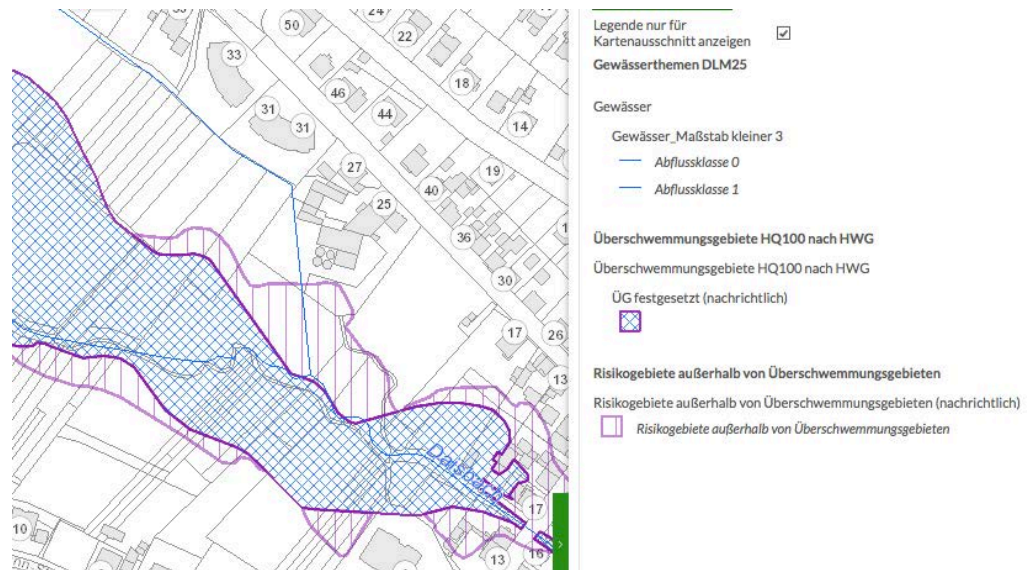 50
24
22
33
18
46
31
44
14
31
27
19
40
25
36
30
17
26
13
Daisbach
17
10
13
16
Legende nur für
Kartenausschnitt anzeigen
Gewässerthemen DLM25
Gewässer
Gewässer_Maßstab kleiner 3
Abflussklasse 0
Abflussklasse 1
Überschwemmungsgebiete HQ100 nach HWG
Überschwemmungsgebiete HQ100 nach HWG
ÜG festgesetzt (nachrichtlich)
Risikogebiete außerhalb von Überschwemmungsgebieten
Risikogebiete außerhalb von Überschwemmungsgebieten (nachrichtlich)
Risikogebiete außerhalb von Überschwemmungsgebieten